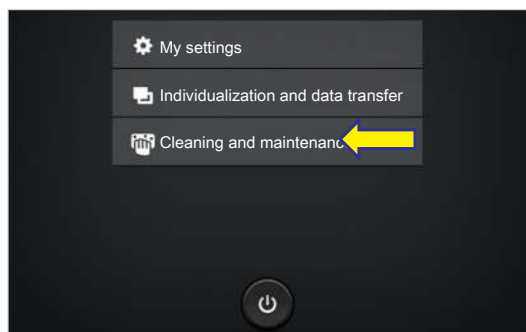 My settings
Individualization and data transfer
Cleaning and maintenanc